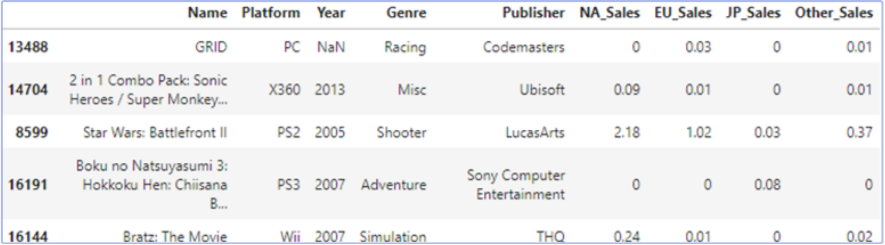 Name Platform Year Genre Publisher NA_Sales EU_Sales JP_Sales Other_Sales
13488 GRID PC NaN Racing Codemasters 0 0.03 0 0.01
2 in 1 Combo Pack: Sonic
14704 X360 2013 Misc Ubisoft 0.09 0.01 0 0.01
Heroes / Super Monkey...
8599 Star Wars: Battlefront II PS2 2005 Shooter LucasArts 2.18 1.02 0.03 0.37
Boku no Natsuyasumi 3:
Sony Computer
16191 Hokkoku Hen: Chiisana PS3 2007 Adventure 0 0 0.08 0
Entertainment
B...
16144 Bratz: The Movie Wii 2007 Simulation THQ 0.24 0.01 0 0.02